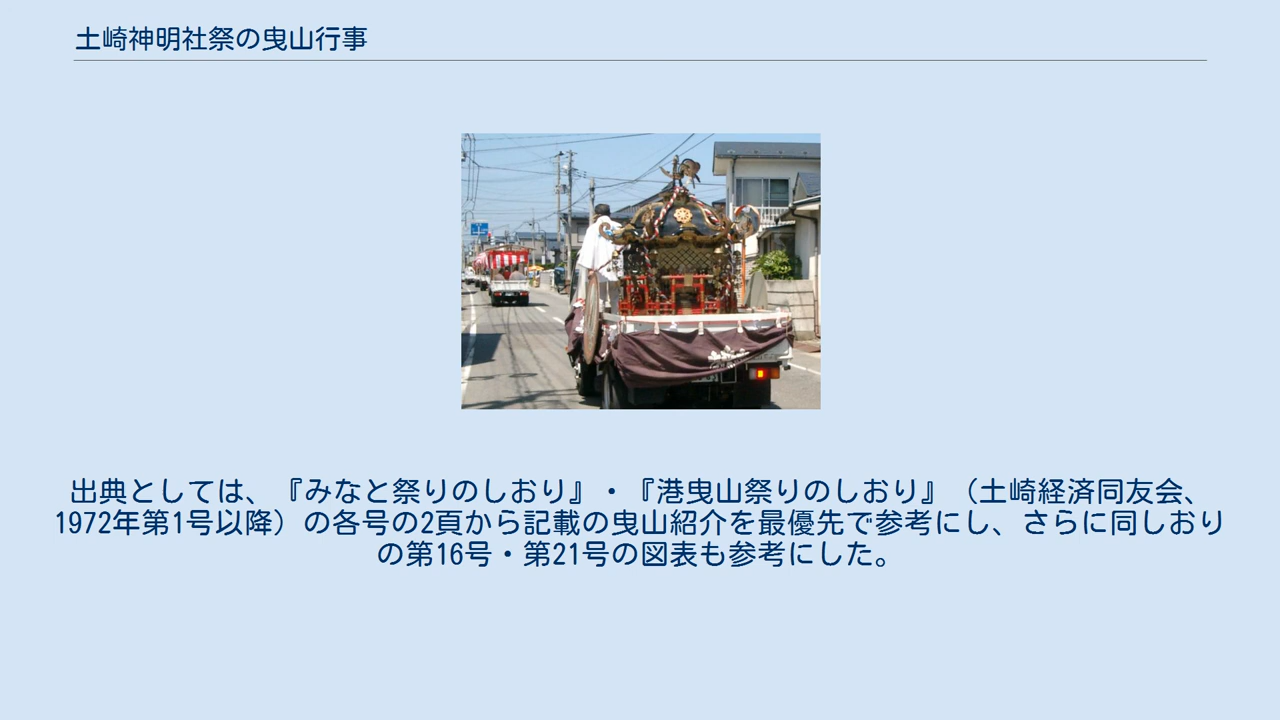 土崎神明社祭の曳山行事
出典としては、『みなと祭りのしおり』・『港曳山祭りのしおり』（土崎経済同友会、
1972年第1号以降）の各号の2頁から記載の曳山紹介を最優先で参考にし、さらに同しおり
の第16号・第21号の図表も参考にした。